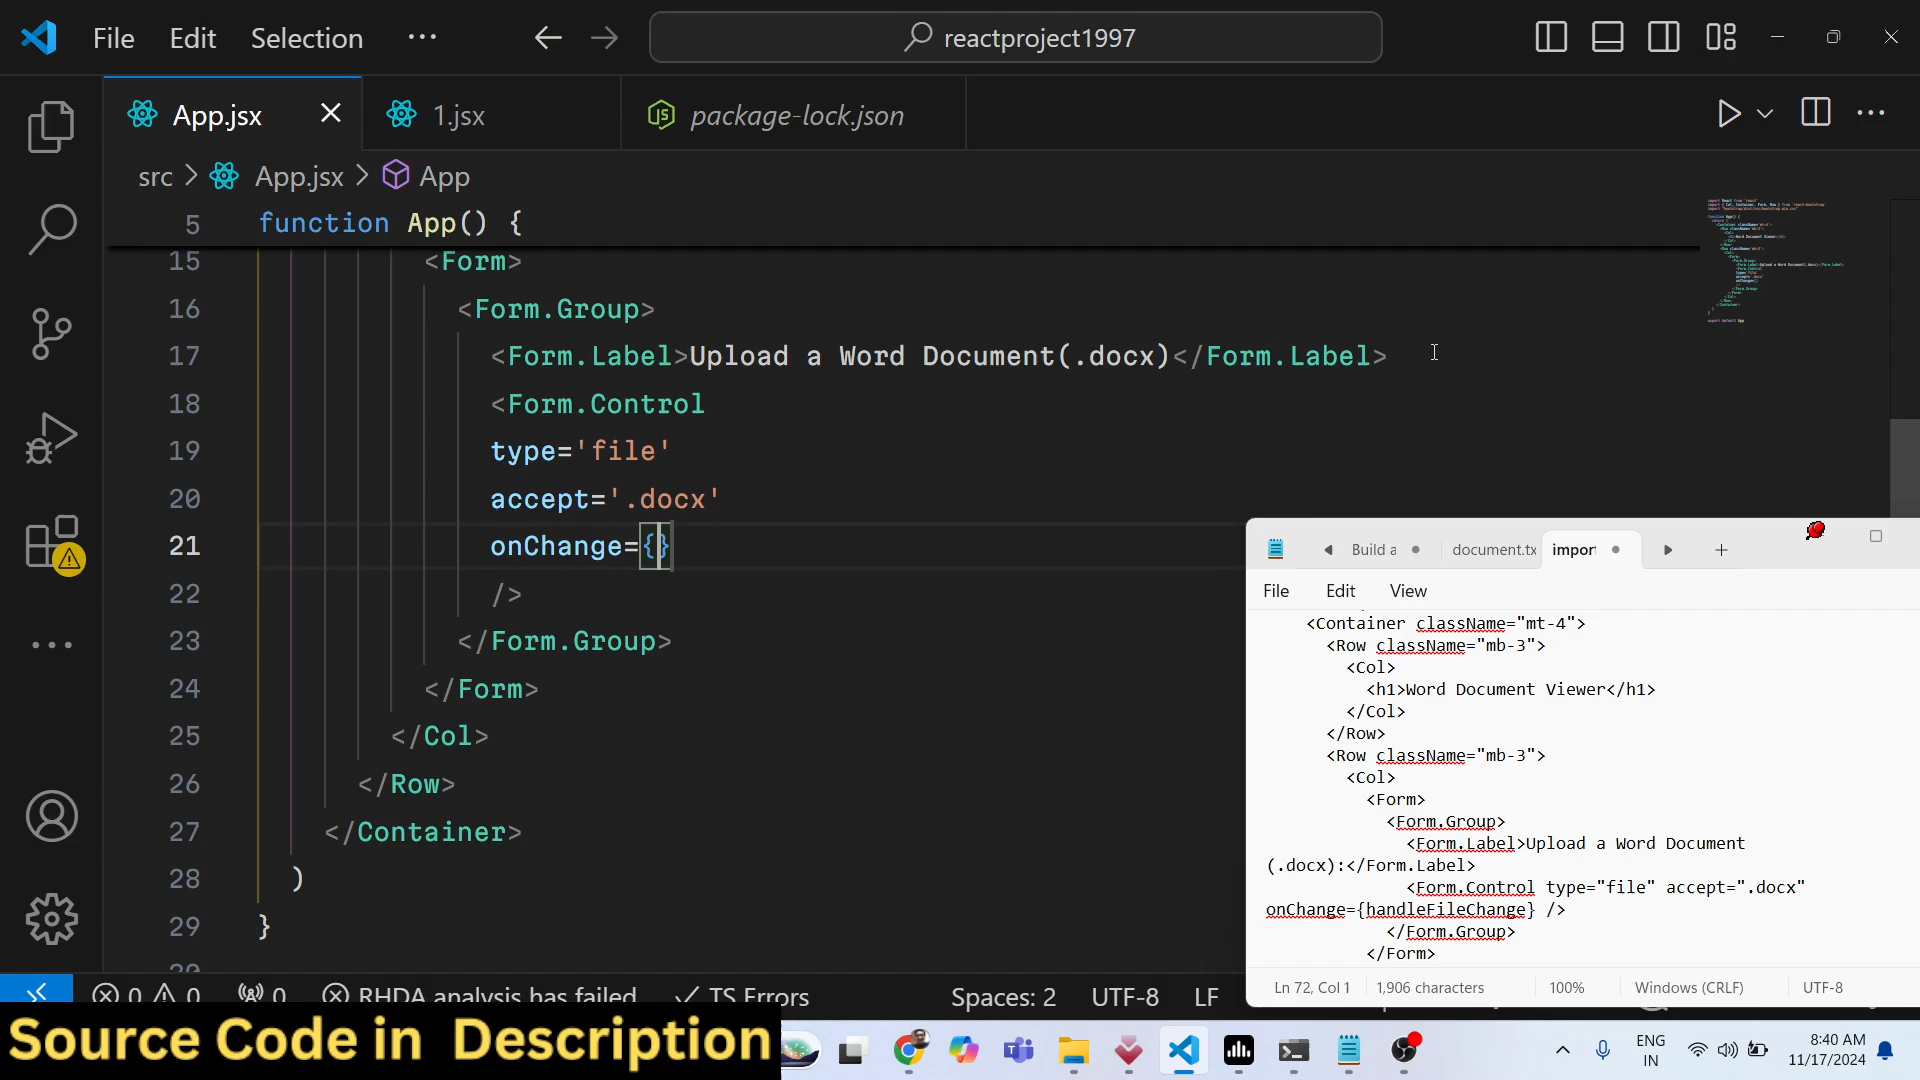 File Edit Selection ··· reactproject1997
App.jsx 1.jsx package-lock.json
src > App.jsx > App
5 function App() {
15 <Form>
16 <Form.Group>
17 <Form.Label>Upload a Word Document(.docx)</Form.Label>
18 <Form.Control
19 type='file'
20 accept='.docx'
21 onChange={}
22 />
23 </Form.Group>
24 </Form>
25 </Col>
26 </Row>
27 </Container>
28 )
29 }
Build a document.tx impor
File Edit View
<Container className="mt-4">
<Row className="mb-3">
<Col>
<h1>Word Document Viewer</h1>
</Col>
</Row>
<Row className="mb-3">
<Col>
<Form>
<Form.Group>
<Form.Label>Upload a Word Document
(.docx):</Form.Label>
<Form.Control type="file" accept=".docx"
onChange={handleFileChange} />
</Form.Group>
</Form>
Ln 72, Col 1 1,906 characters 100% Windows (CRLF) UTF-8
0 0 0 RHDA analysis has failed TS Errors Spaces: 2 UTF-8 LF
Source Code in Description
ENG
IN
8:40 AM
11/17/2024